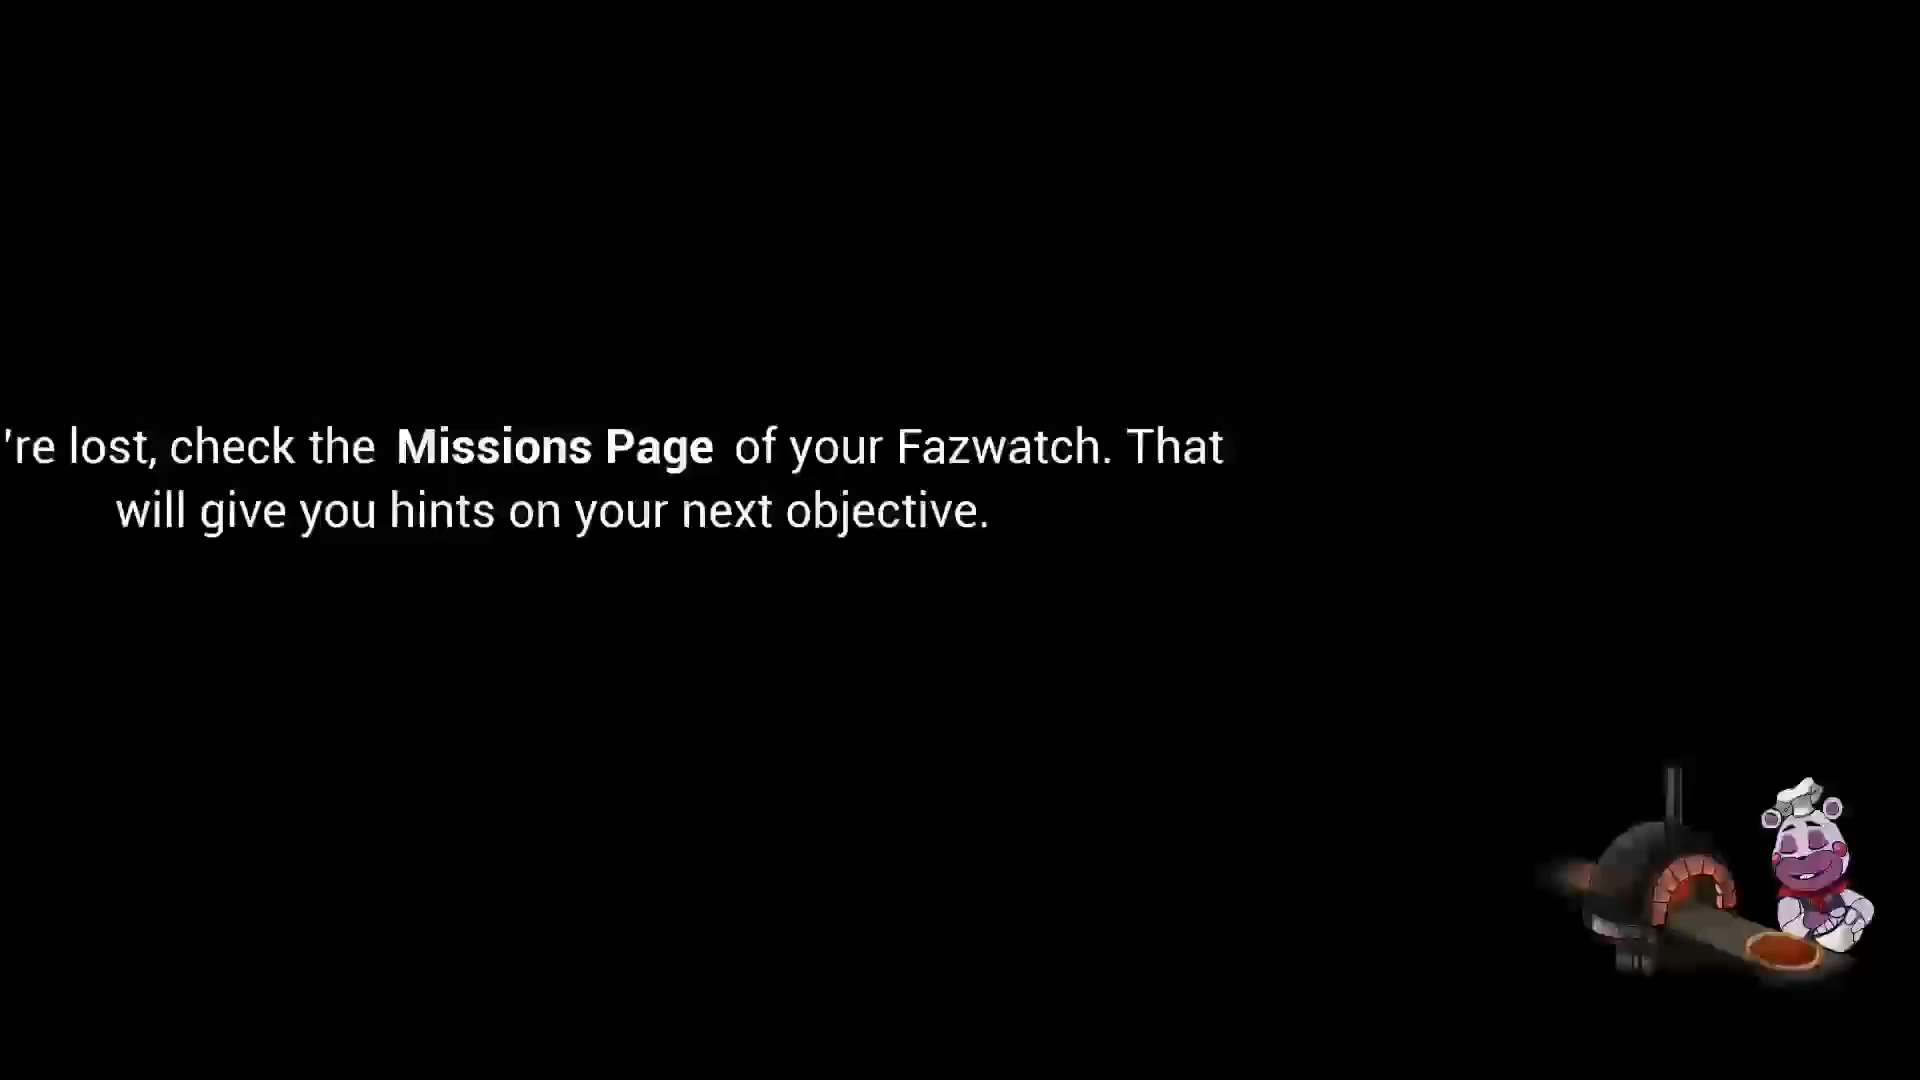 're lost, check the Missions Page of your Fazwatch. That
will give you hints on your next objective.